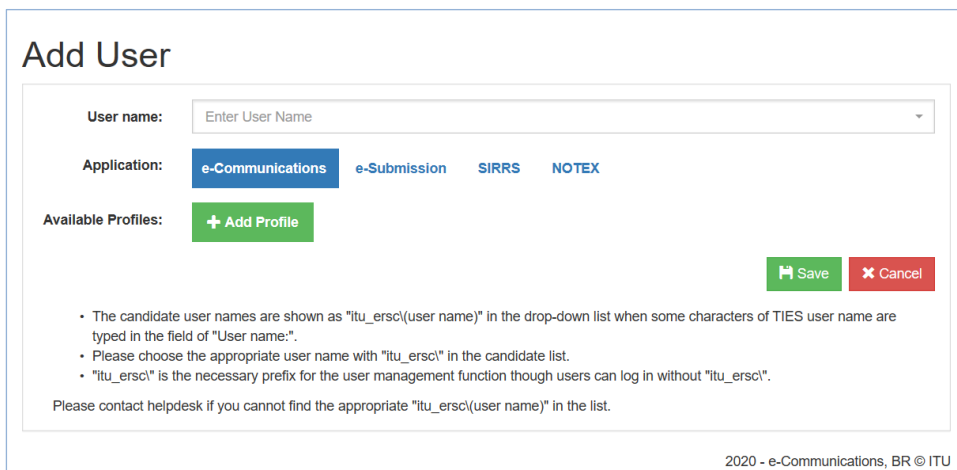 Add User
User name: Enter User Name
Application: e-Communications e-Submission SIRRS NOTEX
Available Profiles: + Add Profile
Save Cancel
• The candidate user names are shown as "itu_ersc\(user name)" in the drop-down list when some characters of TIES user name are
typed in the field of "User name:".
• Please choose the appropriate user name with "itu_ersc\" in the candidate list.
• "itu_ersc\" is the necessary prefix for the user management function though users can log in without "itu_ersc\".
Please contact helpdesk if you cannot find the appropriate "itu_ersc\(user name)" in the list.
2020 - e-Communications, BR © ITU